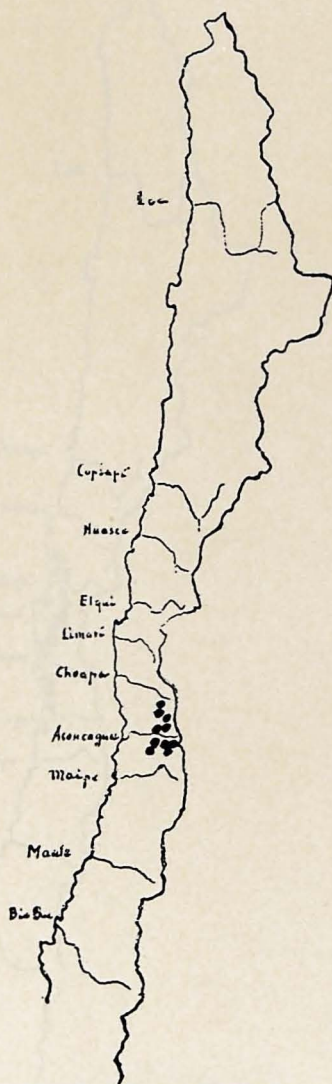 Loa
Copiapó
Huasco
Elqui
Limarí
Choapa
Aconcagua
Maipo
Maule
Bio Bio